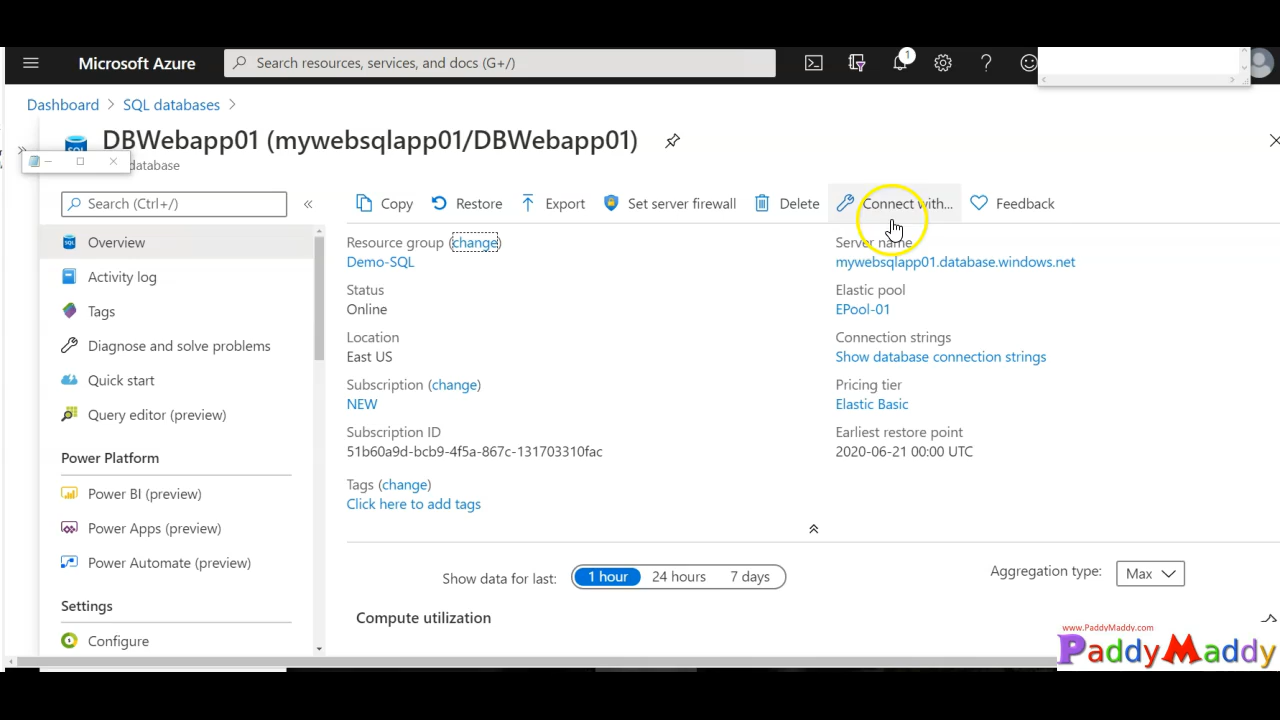 Microsoft Azure
Search resources, services, and docs (G+/)
1
Dashboard > SQL databases >
DBWebapp01 (mywebsqlapp01/DBWebapp01)
SQL
database
Search (Ctrl+/)
«
Copy
Restore
Export
Set server firewall
Delete
Connect with...
Feedback
Overview
Activity log
Tags
Diagnose and solve problems
Quick start
Query editor (preview)
Power Platform
Power BI (preview)
Power Apps (preview)
Power Automate (preview)
Settings
Configure
Resource group (change)
Demo-SQL
Status
Online
Location
East US
Subscription (change)
NEW
Subscription ID
51b60a9d-bcb9-4f5a-867c-131703310fac
Tags (change)
Click here to add tags
Server name
mywebsqlapp01.database.windows.net
Elastic pool
EPool-01
Connection strings
Show database connection strings
Pricing tier
Elastic Basic
Earliest restore point
2020-06-21 00:00 UTC
Show data for last: 1 hour 24 hours 7 days
Aggregation type: Max
Compute utilization
www.PaddyMaddy.com
PaddyMaddy